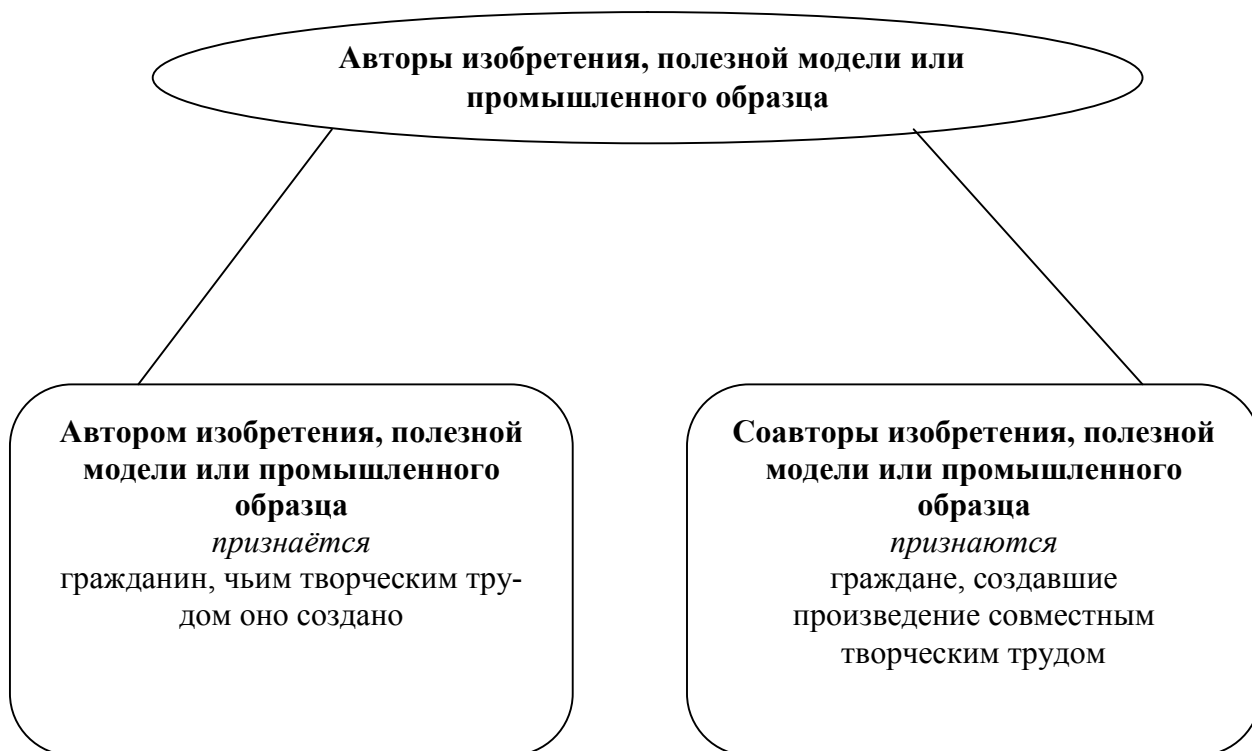 Авторы изобретения, полезной модели или
промышленного образца
Автором изобретения, полезной
модели или промышленного
образца
признаётся
гражданин, чьим творческим тру-
дом оно создано
Соавторы изобретения, полезной
модели или промышленного
образца
признаются
граждане, создавшие
произведение совместным
творческим трудом